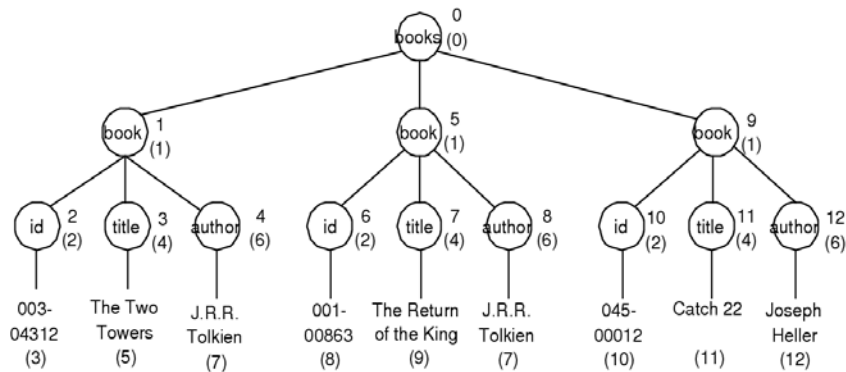 0
books (0)
1 5 9
book (1) book (1) book (1)
2 3 4 6 7 8 10 11 12
id (2) title (4) author (6) id (2) title (4) author (6) id (2) title (4) author (6)
003- The Two J.R.R. 001- The Return J.R.R. 045- Catch 22 Joseph
04312 Towers Tolkien 00863 of the King Tolkien 00012 Heller
(3) (5) (7) (8) (9) (7) (10) (11) (12)